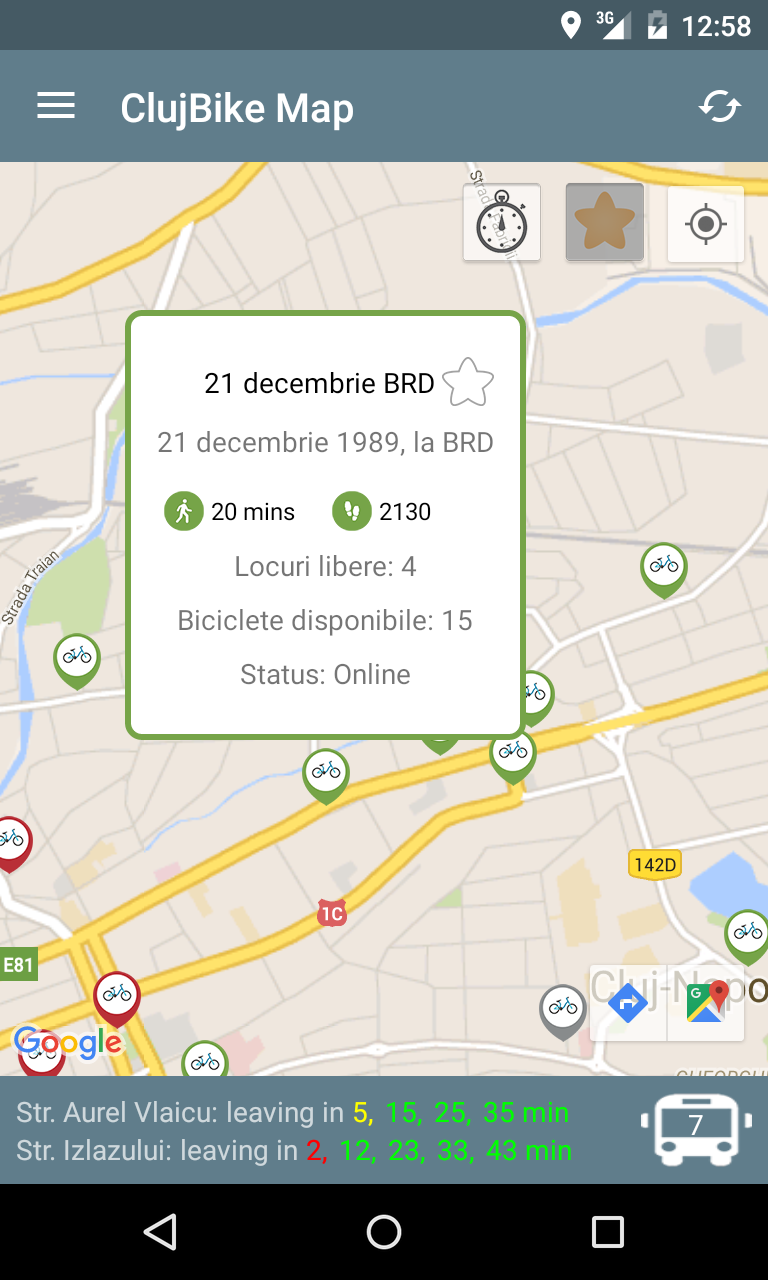 3G
12:58
ClujBike Map
21 decembrie BRD
21 decembrie 1989, la BRD
20 mins
2130
Locuri libere: 4
Biciclete disponibile: 15
Status: Online
Strada Traian
142D
1C
E81
Cluj-Napo
G
Google
Str. Aurel Vlaicu: leaving in 5, 15, 25, 35 min
Str. Izlazului: leaving in 2, 12, 23, 33, 43 min
7